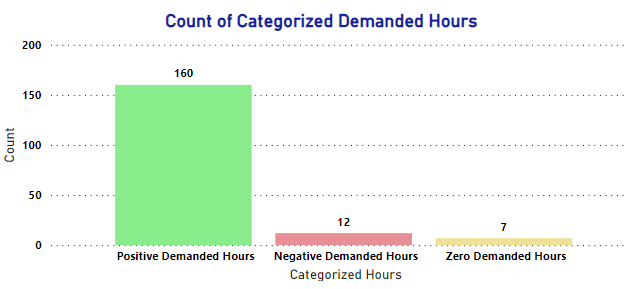 Count of Categorized Demanded Hours
Count
200
150
100
50
0
160
12
7
Positive Demanded Hours
Negative Demanded Hours
Zero Demanded Hours
Categorized Hours